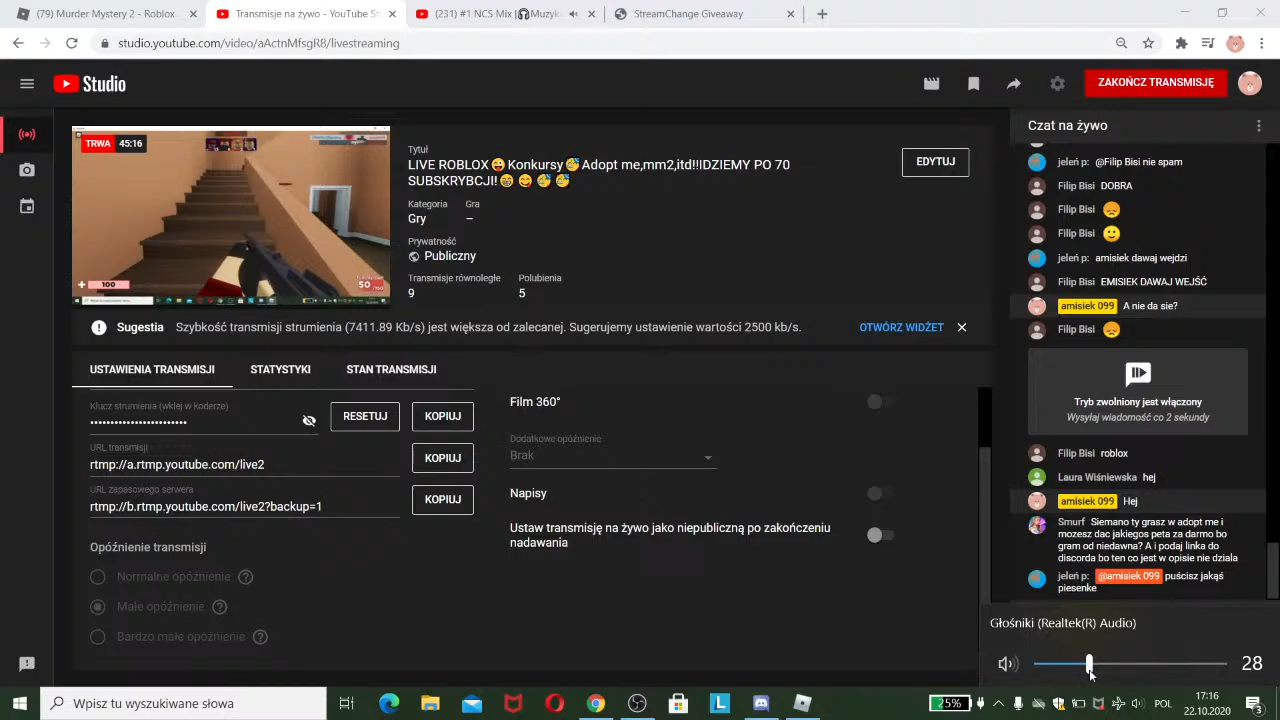 (79) Murder Mystery 2 - Roblox
Transmisje na żywo - YouTube St
(231) #1 NCS Mix |🎧Muzyk
StreamChange Giveaway
studio.youtube.com/video/aActnMfsgR8/livestreaming
Studio
ZAKOŃCZ TRANSMISJĘ
TRWA 45:16
100
50
Tytuł
LIVE ROBLOX😜Konkursy🥳Adopt me,mm2,itd!!IDZIEMY PO 70
SUBSKRYBCJI!😁 😋 🥳 🥳
EDYTUJ
Kategoria Gra
Gry –
Prywatność
Publiczny
Transmisje równoległe Polubienia
9 5
Sugestia Szybkość transmisji strumienia (7411.89 Kb/s) jest większa od zalecanej. Sugerujemy ustawienie wartości 2500 kb/s.
OTWÓRZ WIDŻET
USTAWIENIA TRANSMISJI STATYSTYKI STAN TRANSMISJI
Klucz strumienia (wklej w koderze)
••••••••••••••••••••••••
RESETUJ KOPIUJ
URL transmisji
rtmp://a.rtmp.youtube.com/live2
KOPIUJ
URL zapasowego serwera
rtmp://b.rtmp.youtube.com/live2?backup=1
KOPIUJ
Opóźnienie transmisji
Normalne opóźnienie
Małe opóźnienie
Bardzo małe opóźnienie
Film 360°
Dodatkowe opóźnienie
Brak
Napisy
Ustaw transmisję na żywo jako niepubliczną po zakończeniu
nadawania
Czat na żywo
jeleń p: @Filip Bisi nie spam
Filip Bisi DOBRA
Filip Bisi 😞
Filip Bisi 🙂
jeleń p: amisiek dawaj wejdzi
Filip Bisi EMISIEK DAWAJ WEJŚĆ
amisiek 099 A nie da sie?
Filip Bisi 😞
Tryb zwolniony jest włączony
Wysyłaj wiadomość co 2 sekundy
Filip Bisi roblox
Laura Wiśniewska hej
amisiek 099 Hej
Smurf Siemano ty grasz w adopt me i
mozesz dac jakiegos peta za darmo bo
gram od niedawna? A i podaj linka do
discorda bo ten co jest w opisie nie dziala
jeleń p: @amisiek 099 puścisz jakąś
piesenke
Głośniki (Realtek(R) Audio)
28
Wpisz tu wyszukiwane słowa
25%
POL
17:16
22.10.2020
3